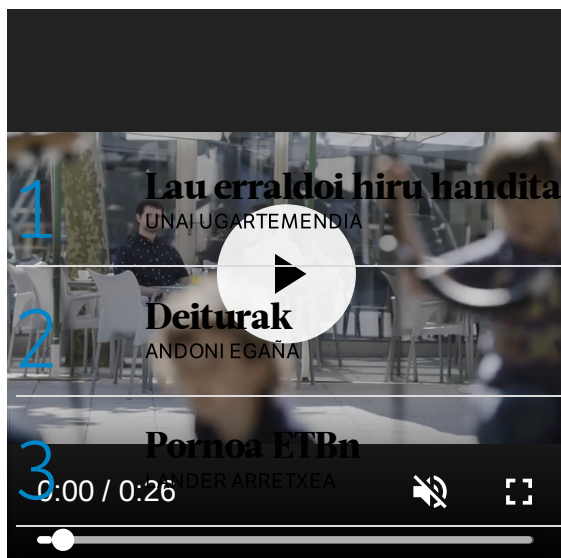 1
Lau erraldoi hiru handita
UNAI UGARTEMENDIA
2
Deiturak
ANDONI EGAÑA
3
Pornoa ETBn
LANDER ARRETXEA
0:00 / 0:26